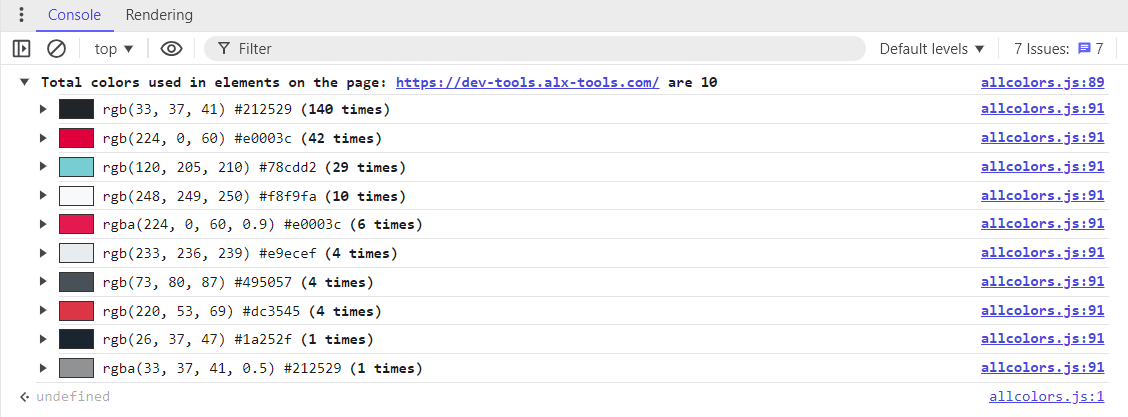 Console Rendering
top Filter Default levels 7 Issues: 7
Total colors used in elements on the page: https://dev-tools.alx-tools.com/ are 10 allcolors.js:89
rgb(33, 37, 41) #212529 (140 times) allcolors.js:91
rgb(224, 0, 60) #e0003c (42 times) allcolors.js:91
rgb(120, 205, 210) #78cdd2 (29 times) allcolors.js:91
rgb(248, 249, 250) #f8f9fa (10 times) allcolors.js:91
rgba(224, 0, 60, 0.9) #e0003c (6 times) allcolors.js:91
rgb(233, 236, 239) #e9ecef (4 times) allcolors.js:91
rgb(73, 80, 87) #495057 (4 times) allcolors.js:91
rgb(220, 53, 69) #dc3545 (4 times) allcolors.js:91
rgb(26, 37, 47) #1a252f (1 times) allcolors.js:91
rgba(33, 37, 41, 0.5) #212529 (1 times) allcolors.js:91
undefined allcolors.js:1